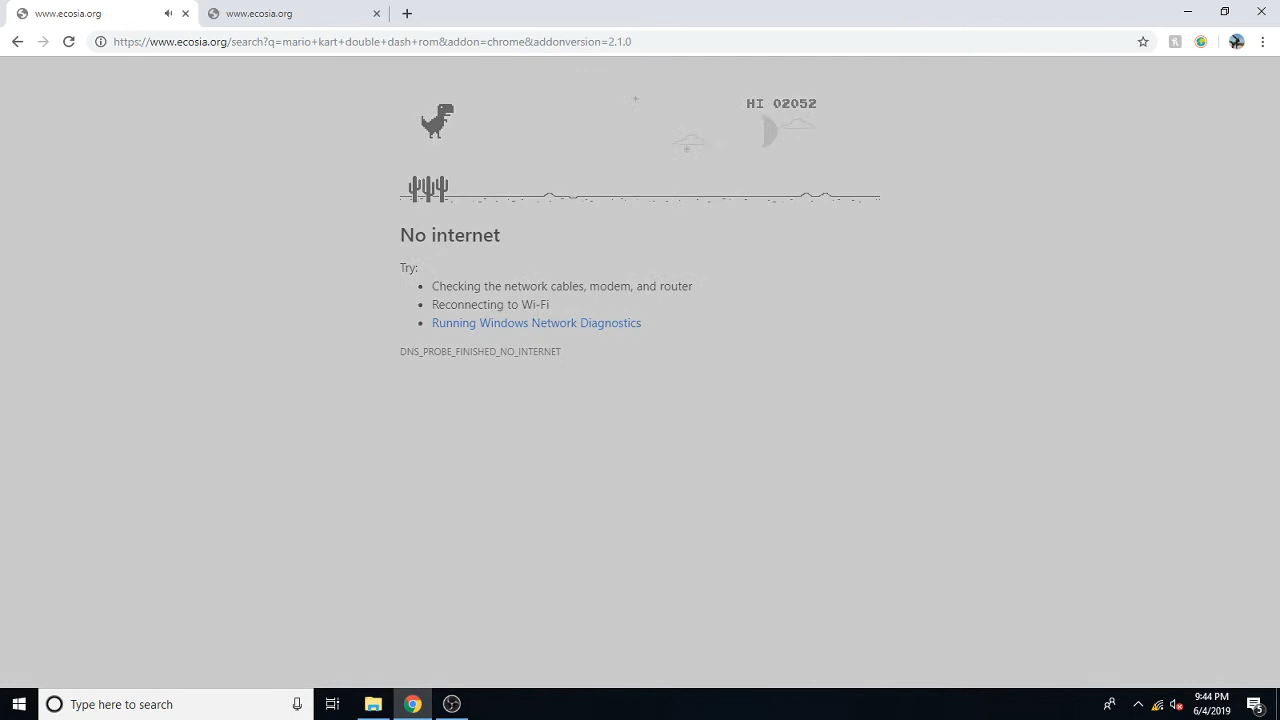 www.ecosia.org
www.ecosia.org
https://www.ecosia.org/search?q=mario+kart+double+dash+rom&addon=chrome&addonversion=2.1.0
HI 02052
No internet
Try:
Checking the network cables, modem, and router
Reconnecting to Wi-Fi
Running Windows Network Diagnostics
DNS_PROBE_FINISHED_NO_INTERNET
Type here to search
9:44 PM
6/4/2019
5